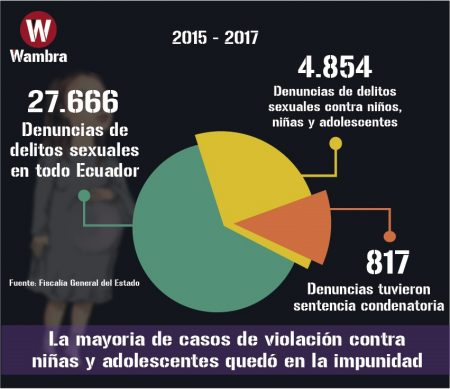 W
Wambra
2015 - 2017
27.666
Denuncias de
delitos sexuales
en todo Ecuador
4.854
Denuncias de delitos
sexuales contra niños,
niñas y adolescentes
817
Denuncias tuvieron
sentencia condenatoria
Fuente: Fiscalía General del Estado
La mayoria de casos de violación contra
niñas y adolescentes quedó en la impunidad